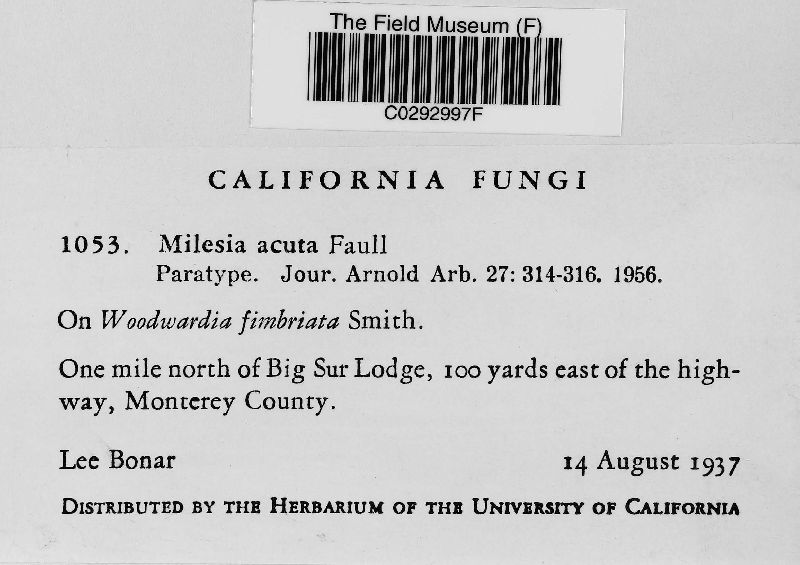 The Field Museum (F)
C0292997F
CALIFORNIA FUNGI
1053. Milesia acuta Faull
Paratype. Jour. Arnold Arb. 27: 314-316. 1956.
On Woodwardia fimbriata Smith.
One mile north of Big Sur Lodge, 100 yards east of the high-
way, Monterey County.
Lee Bonar 14 August 1937
DISTRIBUTED BY THE HERBARIUM OF THE UNIVERSITY OF CALIFORNIA